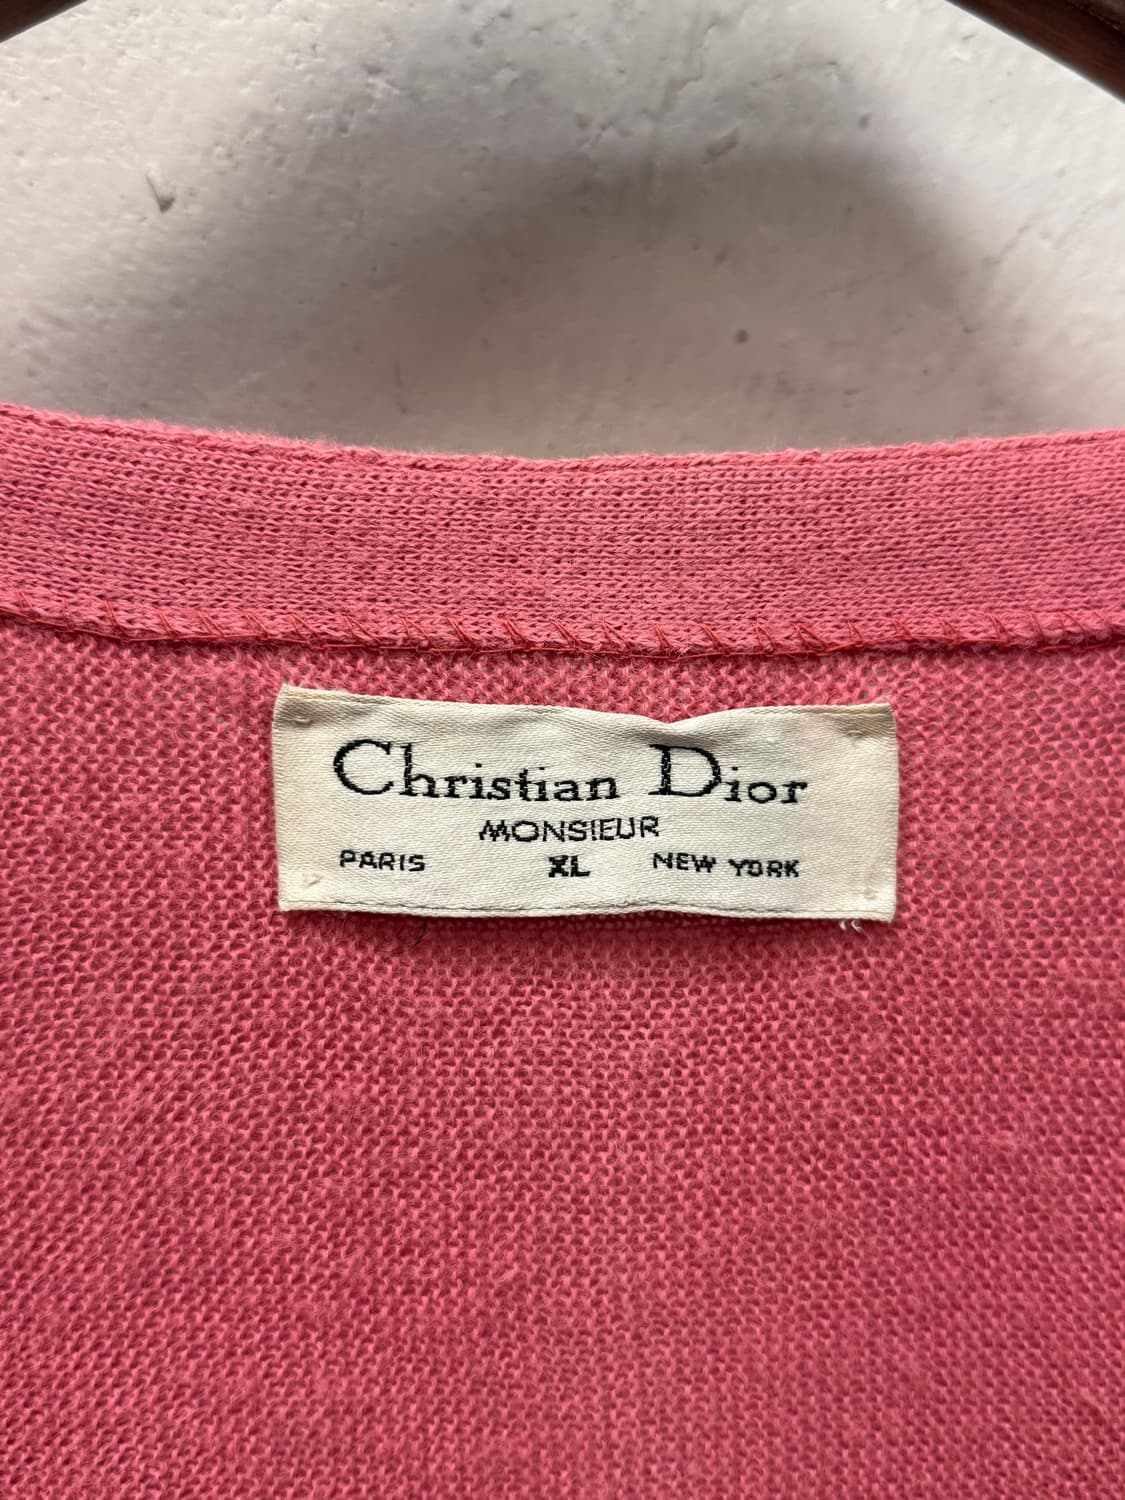 Christian Dior
MONSIEUR
PARIS XL NEW YORK